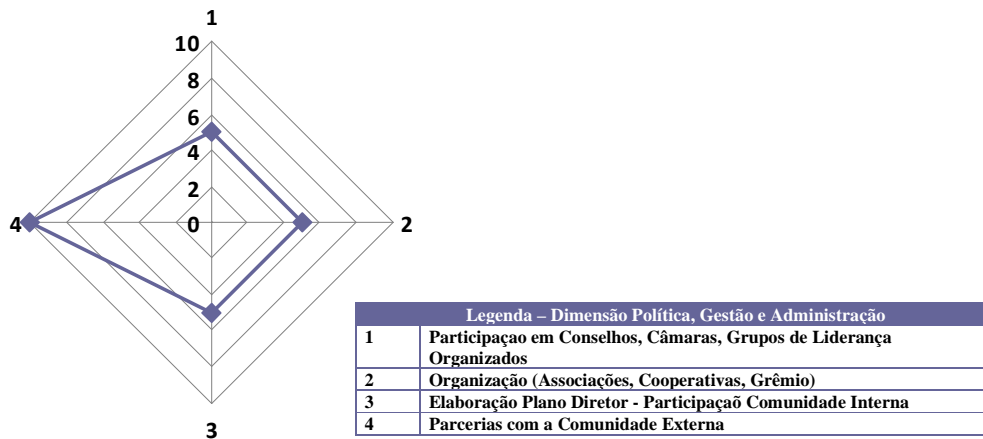 1
10
8
6
4
2
0
4
2
3
Legenda – Dimensão Política, Gestão e Administração
1 Participaçao em Conselhos, Câmaras, Grupos de Liderança
Organizados
2 Organização (Associações, Cooperativas, Grêmio)
3 Elaboração Plano Diretor - Participaçaõ Comunidade Interna
4 Parcerias com a Comunidade Externa